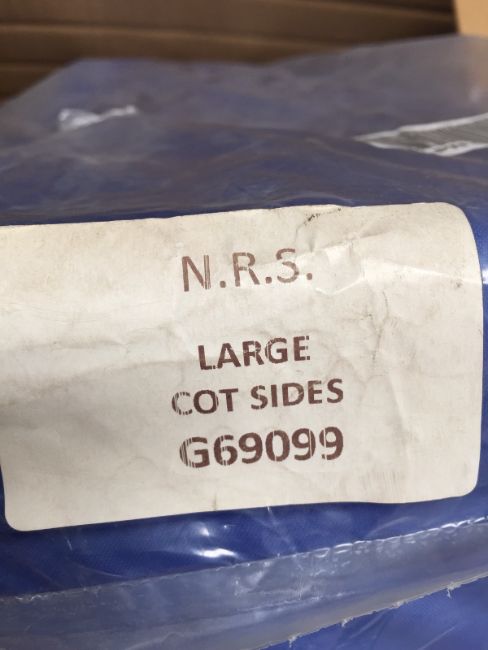 N.R.S.
LARGE
COT SIDES
G69099